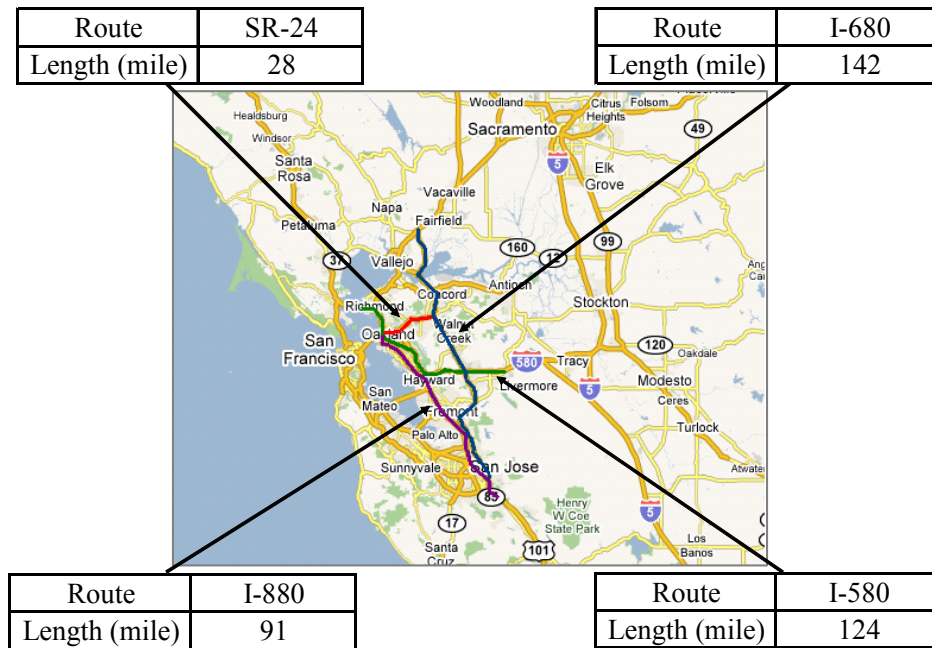 Route SR-24
Length (mile) 28
Route I-680
Length (mile) 142
Woodland
Citrus Heights
Folsom
Healdsburg
Sacramento
49
Windsor
5
Santa Rosa
Elk Grove
Vacaville
Napa
Petaluma
Fairfield
160
99
12
37
Vallejo
Antioch
Concord
Richmond
Stockton
Oakland
Walnut Creek
San Francisco
120
Oakdale
580
Tracy
Hayward
Livermore
5
Modesto
San Mateo
Ceres
Fremont
Turlock
Palo Alto
Sunnyvale
San Jose
Atwater
85
Henry W Coe State Park
5
17
Los Banos
101
Santa Cruz
Route I-880
Length (mile) 91
Route I-580
Length (mile) 124